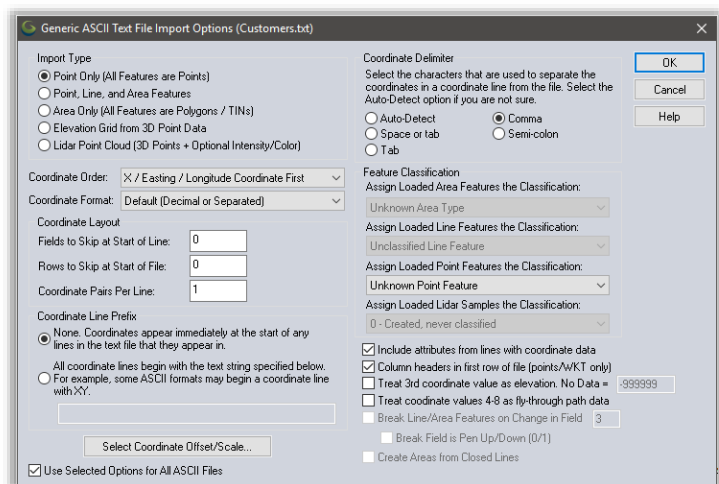 Generic ASCII Text File Import Options (Customers.txt)
Import Type
Point Only (All Features are Points)
Point, Line, and Area Features
Area Only (All Features are Polygons / TINs)
Elevation Grid from 3D Point Data
Lidar Point Cloud (3D Points + Optional Intensity/Color)
Coordinate Order: X / Easting / Longitude Coordinate First
Coordinate Format: Default (Decimal or Separated)
Coordinate Layout
Fields to Skip at Start of Line: 0
Rows to Skip at Start of File: 0
Coordinate Pairs Per Line: 1
Coordinate Line Prefix
None. Coordinates appear immediately at the start of any
lines in the text file that they appear in.
All coordinate lines begin with the text string specified below.
For example, some ASCII formats may begin a coordinate line
with XY.
Select Coordinate Offset/Scale...
Use Selected Options for All ASCII Files
Coordinate Delimiter
Select the characters that are used to separate the
coordinates in a coordinate line from the file. Select the
Auto-Detect option if you are not sure.
Auto-Detect Comma
Space or tab Semi-colon
Tab
Feature Classification
Assign Loaded Area Features the Classification:
Unknown Area Type
Assign Loaded Line Features the Classification:
Unclassified Line Feature
Assign Loaded Point Features the Classification:
Unknown Point Feature
Assign Loaded Lidar Samples the Classification:
0 - Created, never classified
Include attributes from lines with coordinate data
Column headers in first row of file (points/WKT only)
Treat 3rd coordinate value as elevation. No Data = -999999
Treat coodinate values 4-8 as fly-through path data
Break Line/Area Features on Change in Field 3
Break Field is Pen Up/Down (0/1)
Create Areas from Closed Lines
OK
Cancel
Help